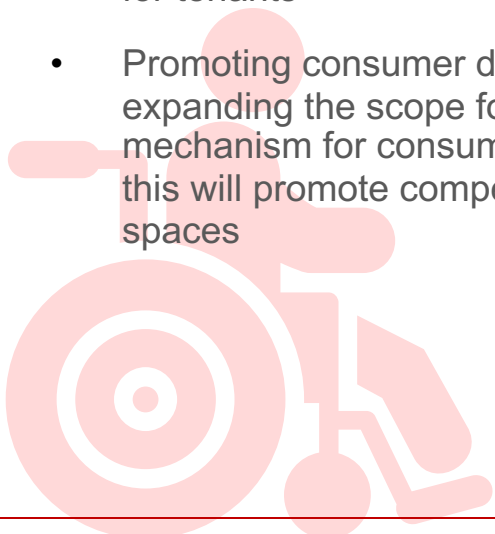 for tenants
• Promoting consumer d
expanding the scope fo
mechanism for consum
this will promote compe
spaces